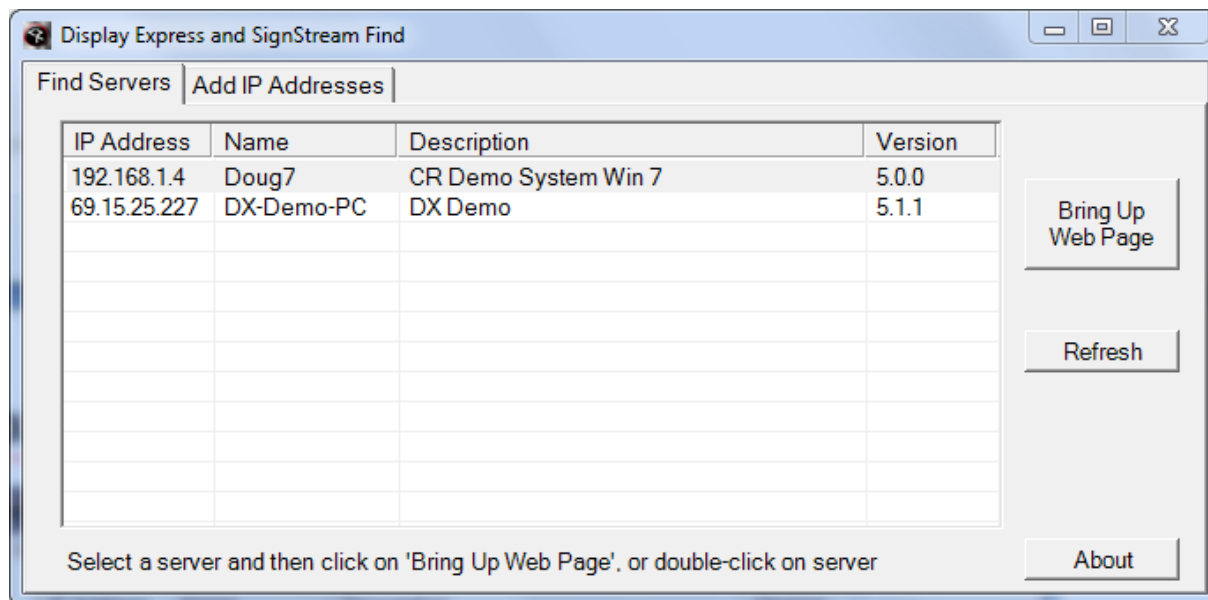 Display Express and SignStream Find
Find Servers Add IP Addresses
IP Address Name Description Version
192.168.1.4 Doug7 CR Demo System Win 7 5.0.0
69.15.25.227 DX-Demo-PC DX Demo 5.1.1
Bring Up
Web Page
Refresh
Select a server and then click on 'Bring Up Web Page', or double-click on server
About